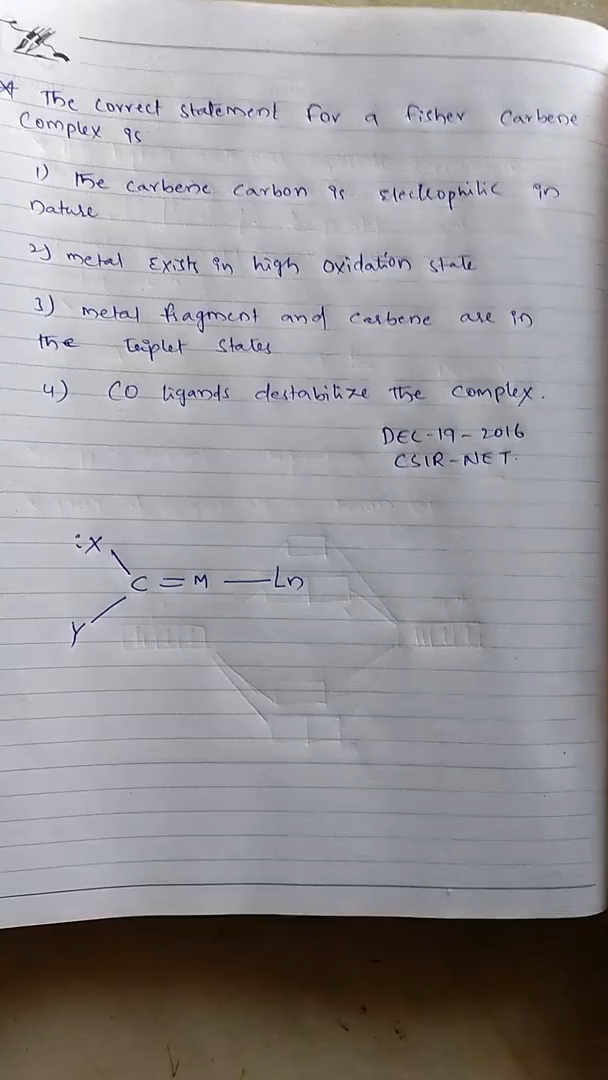 * The correct statement for a fisher carbene
Complex is
1) the carbene carbon is electrophilic in
nature
2) metal Exists in high oxidation state
3) metal fragment and carbene are in
the triplet states
4) CO ligands destabilize the complex.
DEC-19-2016
CSIR-NET.
:X
C = M — Ln
Y